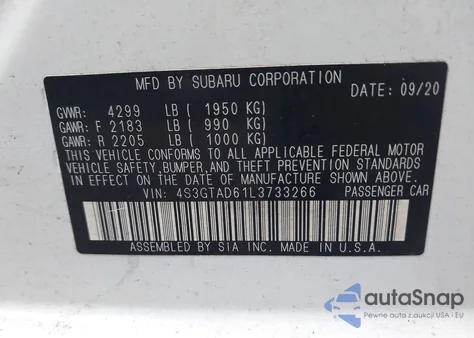 MFD BY SUBARU CORPORATION
DATE: 09/20
GVWR: 4299 LB ( 1950 KG)
GAWR: F 2183 LB ( 990 KG)
GAWR: R 2205 LB ( 1000 KG)
THIS VEHICLE CONFORMS TO ALL APPLICABLE FEDERAL MOTOR
VEHICLE SAFETY, BUMPER, AND THEFT PREVENTION STANDARDS
IN EFFECT ON THE DATE OF MANUFACTURE SHOWN ABOVE.
VIN: 4S3GTAD61L3733266 PASSENGER CAR
ASSEMBLED BY SIA INC. MADE IN U.S.A.
autoSnap
Pewne auta z aukcji USA i EU